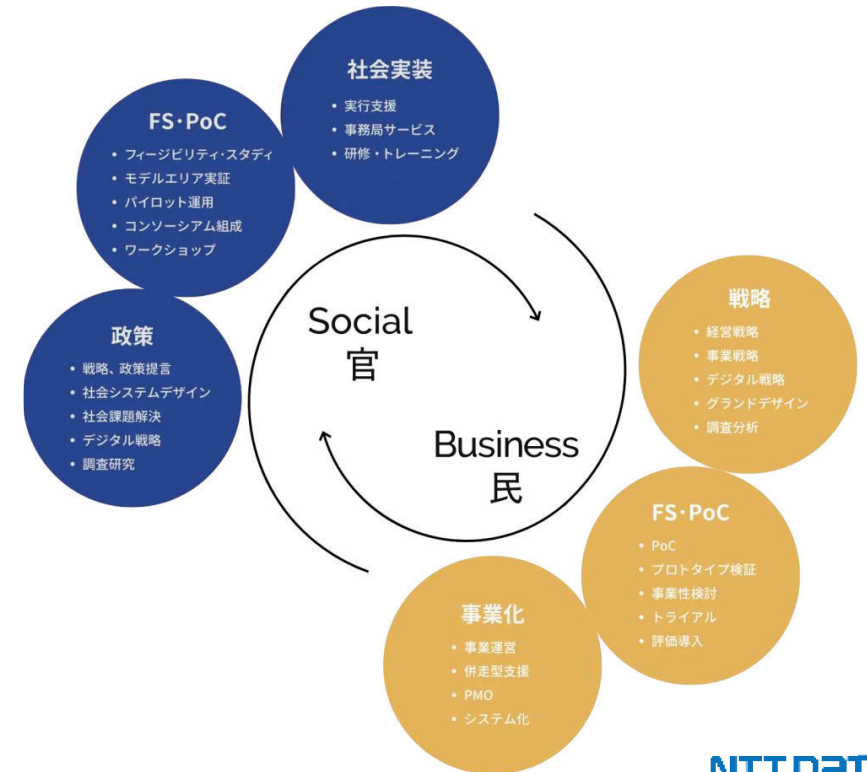 社会実装
• 実行支援
• 事務局サービス
• 研修・トレーニング
FS・PoC
• フィージビリティ・スタディ
• モデルエリア実証
• パイロット運用
• コンソーシアム組成
• ワークショップ
政策
• 戦略、政策提言
• 社会システムデザイン
• 社会課題解決
• デジタル戦略
• 調査研究
Social
官
Business
民
戦略
• 経営戦略
• 事業戦略
• デジタル戦略
• グランドデザイン
• 調査分析
FS・PoC
• PoC
• プロトタイプ検証
• 事業性検討
• トライアル
• 評価導入
事業化
• 事業運営
• 併走型支援
• PMO
• システム化
NTT DaT